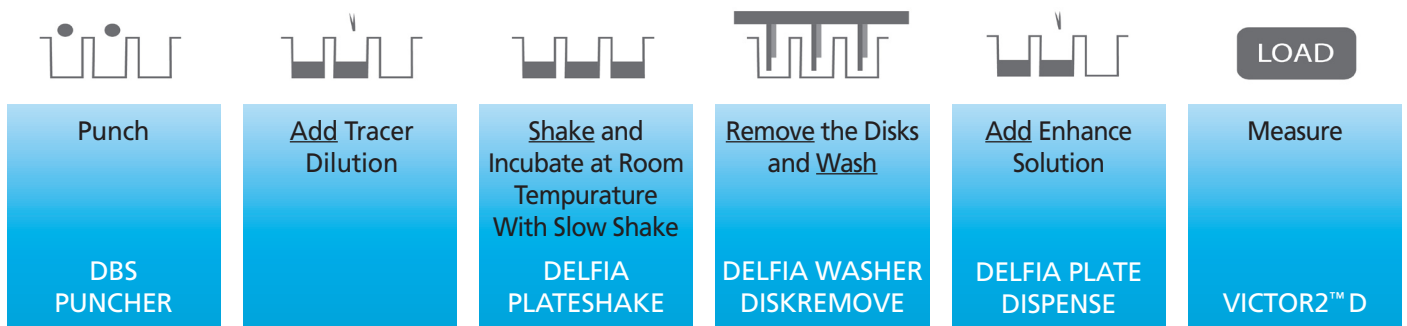 LOAD
Punch
DBS
PUNCHER
Add Tracer
Dilution
Shake and
Incubate at Room
Tempurature
With Slow Shake
DELFIA
PLATESHAKE
Remove the Disks
and Wash
DELFIA WASHER
DISKREMOVE
Add Enhance
Solution
DELFIA PLATE
DISPENSE
Measure
VICTOR2™ D